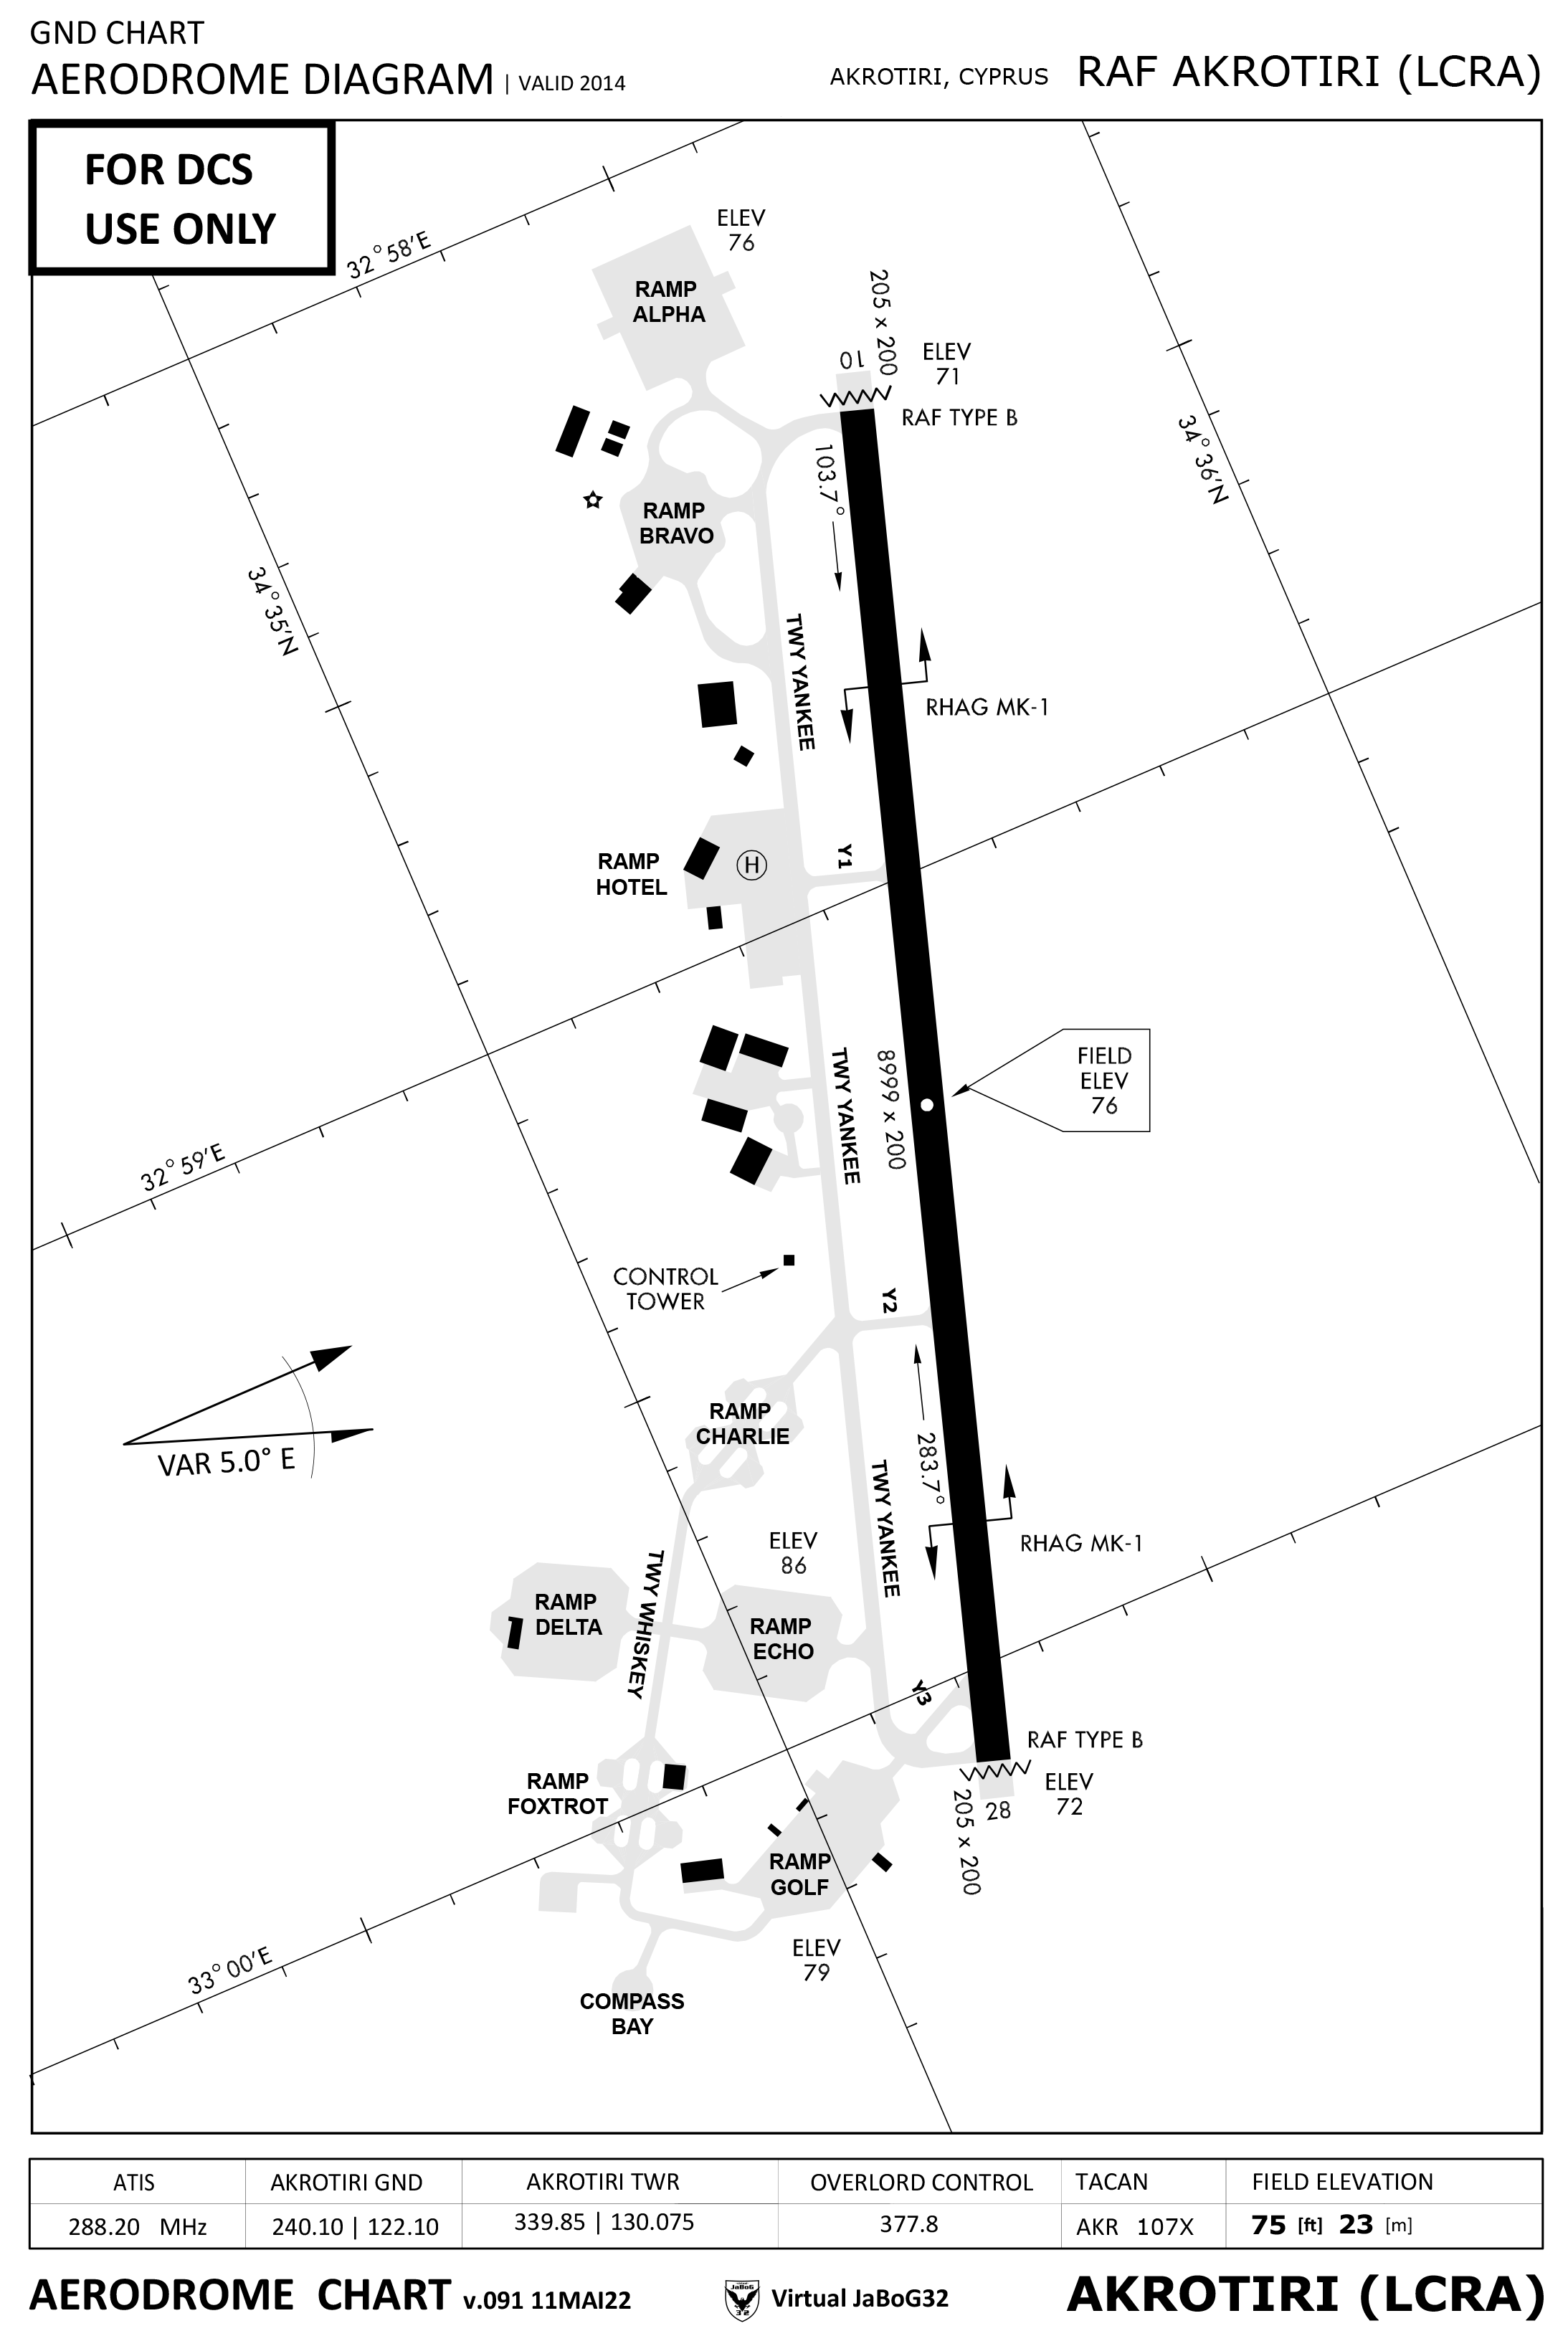 GND CHART
AERODROME DIAGRAM | VALID 2014
AKROTIRI, CYPRUS RAF AKROTIRI (LCRA)
FOR DCS
USE ONLY
32°58'E
ELEV
76
RAMP
ALPHA
205 x 200
01
ELEV
71
RAF TYPE B
34°36'N
103.7°
RAMP
BRAVO
34°35'N
TWY YANKEE
RHAG MK-1
Y1
RAMP
HOTEL
H
TWY YANKEE
8999 x 200
FIELD
ELEV
76
32°59'E
CONTROL
TOWER
Y2
VAR 5.0° E
RAMP
CHARLIE
283.7°
TWY YANKEE
RHAG MK-1
ELEV
86
TWY WHISKEY
RAMP
DELTA
RAMP
ECHO
Y3
RAF TYPE B
RAMP
FOXTROT
ELEV
72
28
205 x 200
RAMP
GOLF
ELEV
79
33°00'E
COMPASS
BAY
ATIS AKROTIRI GND AKROTIRI TWR OVERLORD CONTROL TACAN FIELD ELEVATION
288.20 MHz 240.10 | 122.10 339.85 | 130.075 377.8 AKR 107X 75 [ft] 23 [m]
AERODROME CHART v.091 11MAI22
JaBoG
32
Virtual JaBoG32
AKROTIRI (LCRA)